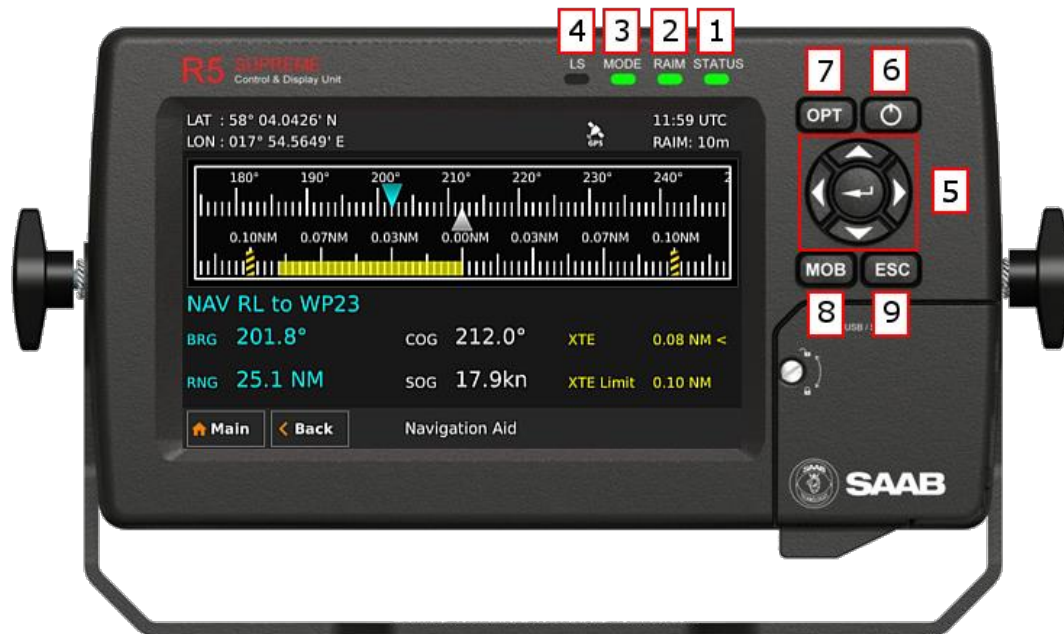 4 3 2 1
LS MODE RAIM STATUS
R5 SUPREME
Control & Display Unit
7 6
OPT
LAT : 58° 04.0426' N
LON : 017° 54.5649' E
GPS
11:59 UTC
RAIM: 10m
180° 190° 200° 210° 220° 230° 240° 2
0.10NM 0.07NM 0.03NM 0.00NM 0.03NM 0.07NM 0.10NM
5
MOB ESC
8 9
USB /
NAV RL to WP23
BRG 201.8° COG 212.0° XTE 0.08 NM <
RNG 25.1 NM SOG 17.9kn XTE Limit 0.10 NM
Main < Back Navigation Aid
SAAB
SAAB